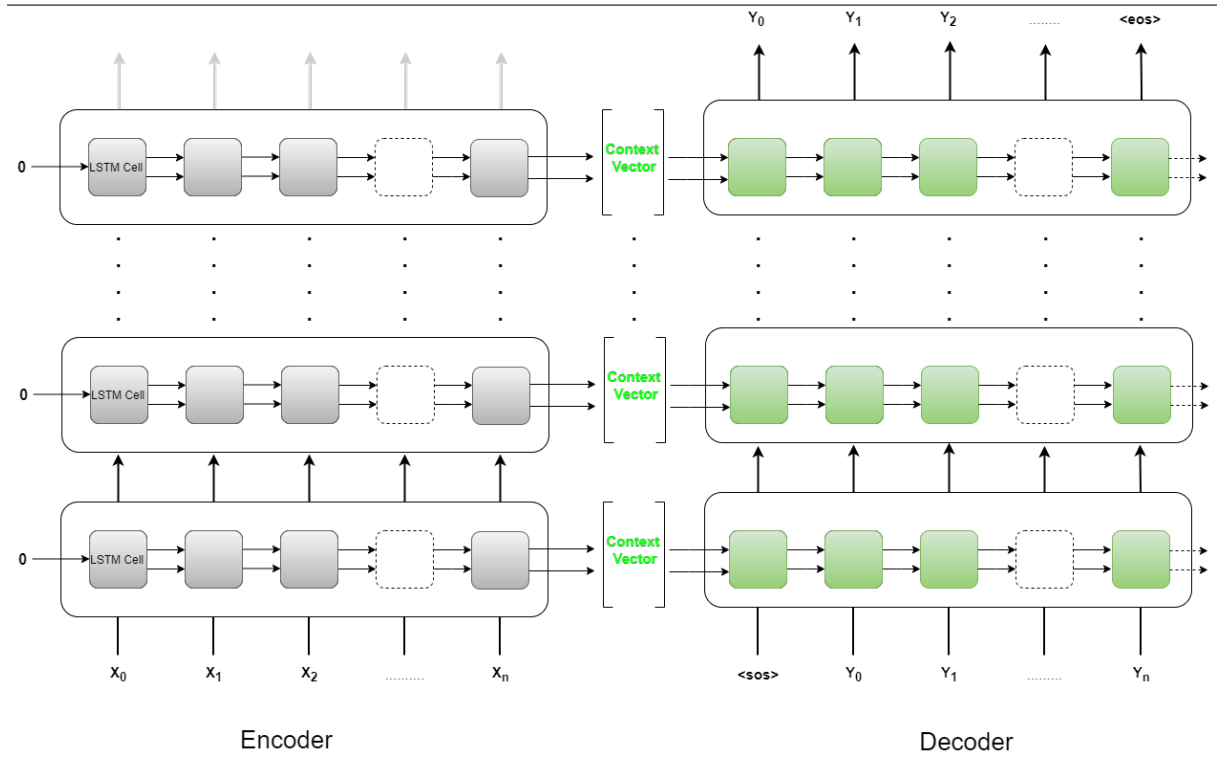 Y0 Y1 Y2 ........ <eos>
0 LSTM Cell
Context
Vector
0 LSTM Cell
Context
Vector
0 LSTM Cell
Context
Vector
X0 X1 X2 .......... Xn
<sos> Y0 Y1 ........ Yn
Encoder
Decoder